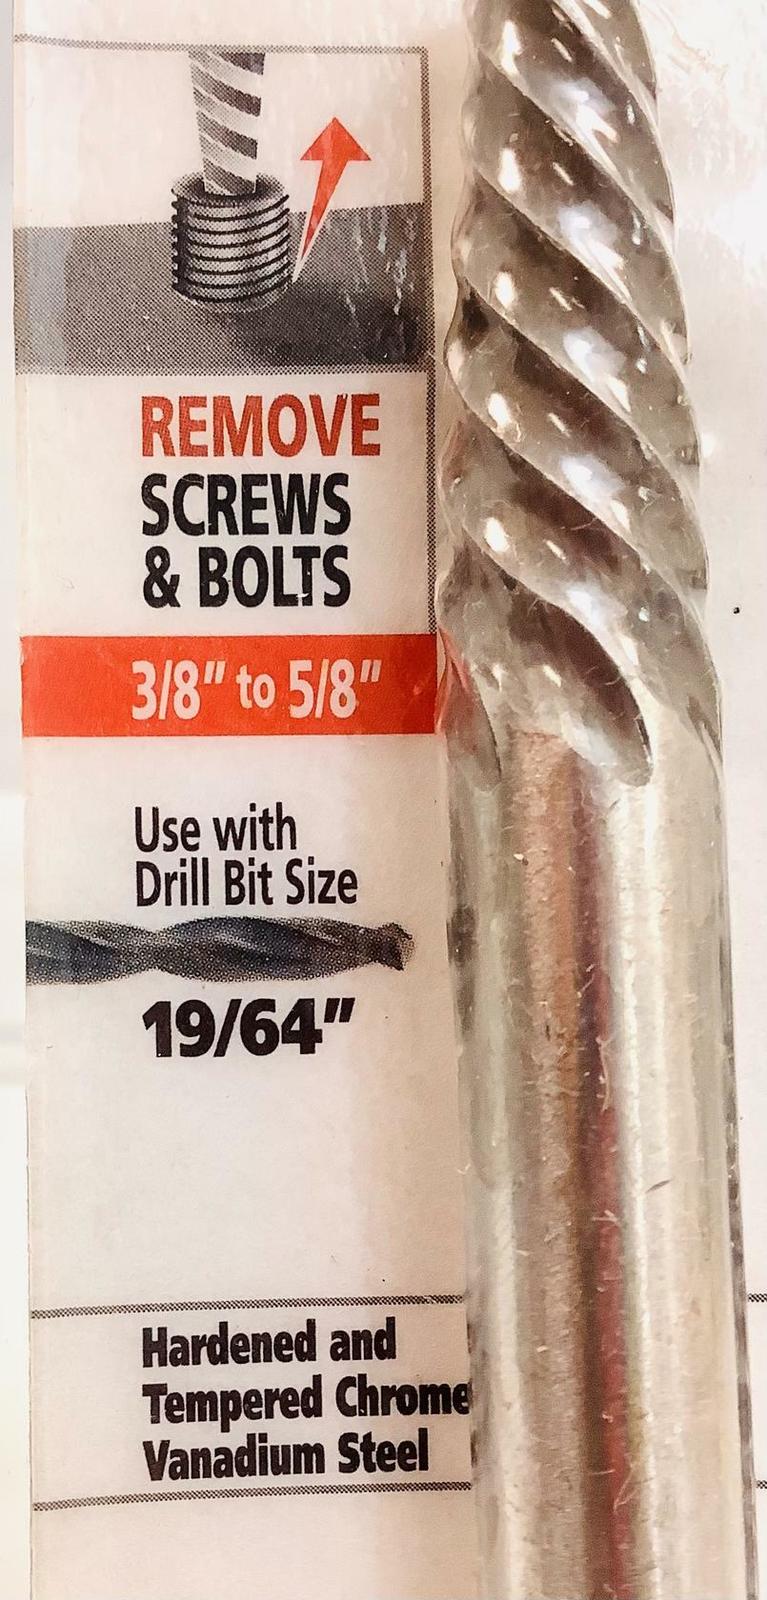 REMOVE
SCREWS
& BOLTS
3/8" to 5/8"
Use with
Drill Bit Size
19/64"
Hardened and
Tempered Chrome
Vanadium Steel